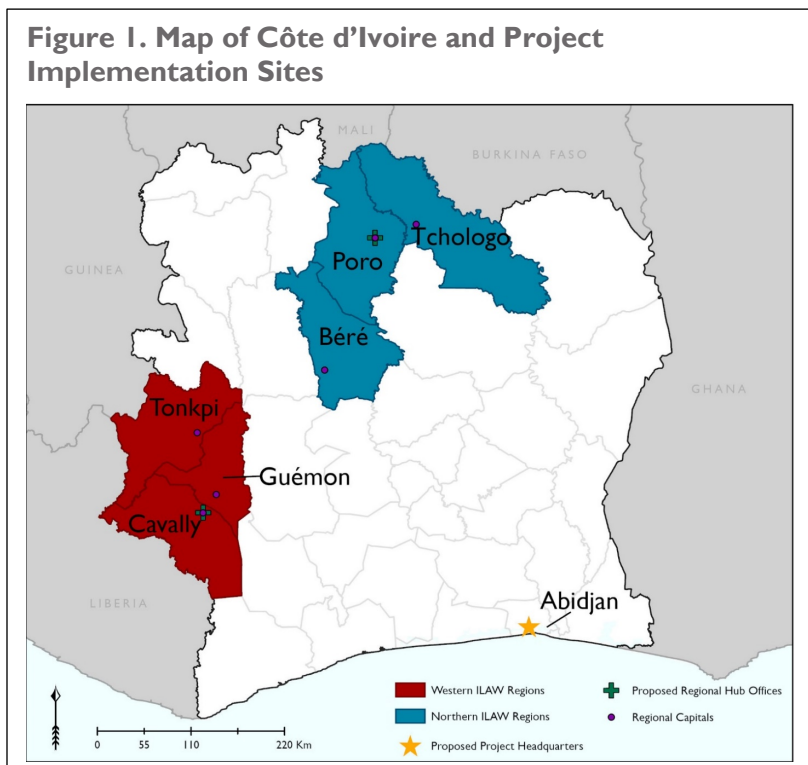 Figure 1. Map of Côte d'Ivoire and Project
Implementation Sites
MALI
BURKINA FASO
Tchologo
Poro
GUINEA
Béré
GHANA
Tonkpi
Guémon
Cavally
LIBERIA
Abidjan
Western ILAW Regions
Proposed Regional Hub Offices
Northern ILAW Regions
Regional Capitals
Proposed Project Headquarters
0 55 110 220 Km